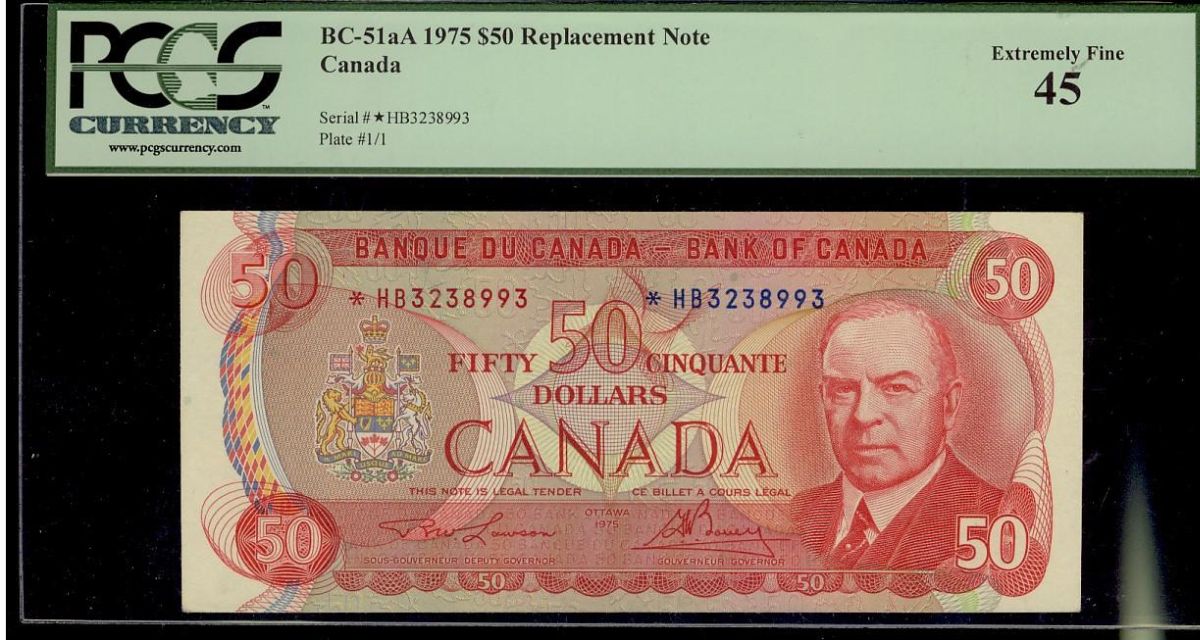 PCGS
CURRENCY
www.pcgscurrency.com
BC-51aA 1975 $50 Replacement Note
Canada
Serial #★HB3238993
Plate #1/1
Extremely Fine
45
BANQUE DU CANADA — BANK OF CANADA
50
50
* HB3238993
* HB3238993
50
FIFTY CINQUANTE
DOLLARS
CANADA
THIS NOTE IS LEGAL TENDER CE BILLET A COURS LÉGAL
OTTAWA
1975
50
50
SOUS-GOUVERNEUR DEPUTY GOVERNOR GOUVERNEUR GOVERNOR
50
50